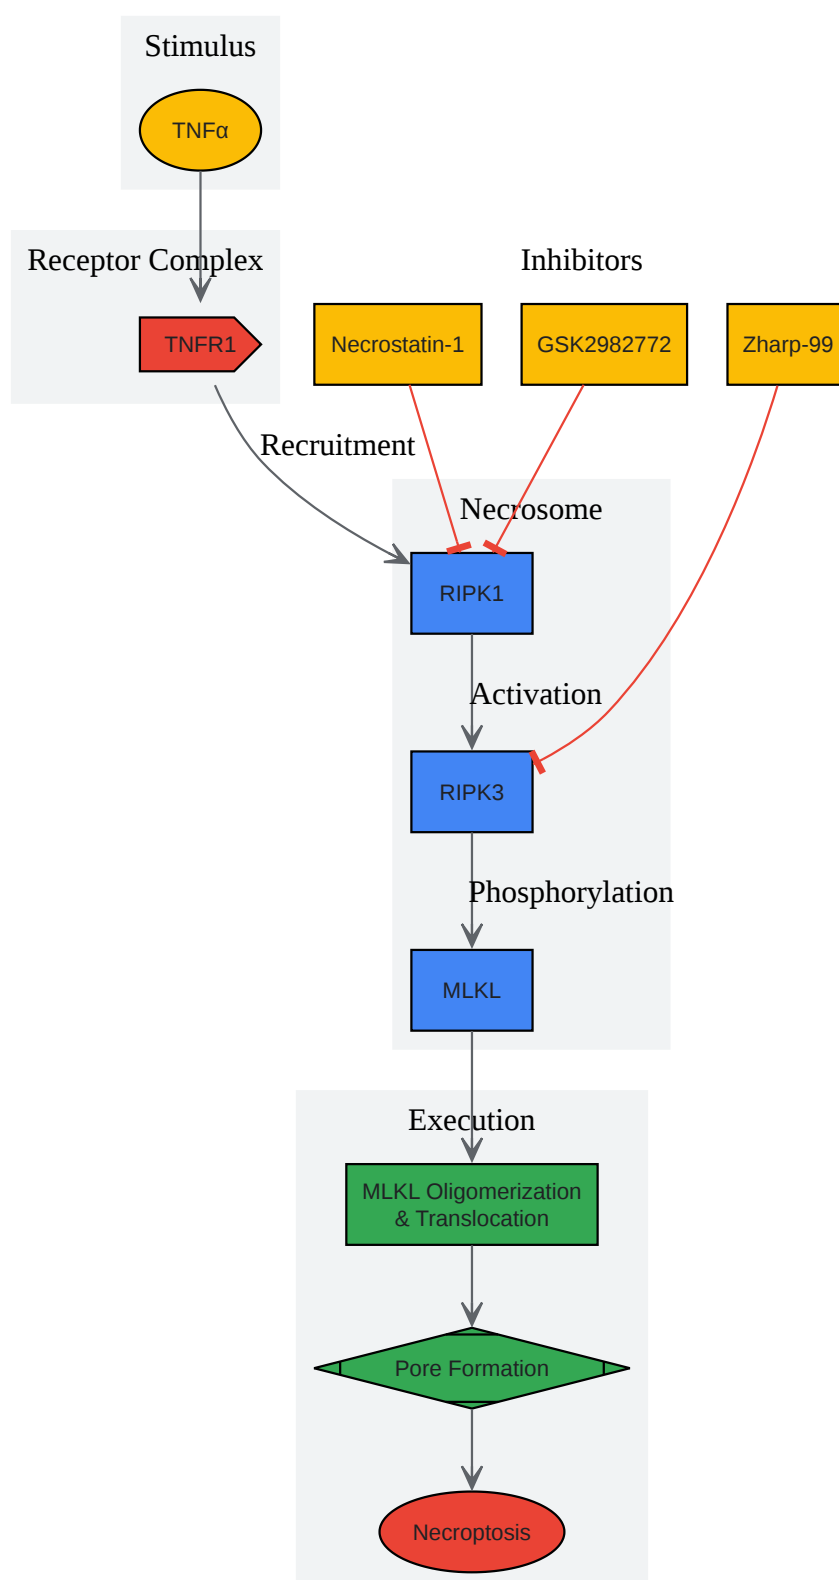 Stimulus
TNFα
Receptor Complex
Inhibitors
TNFR1
Necrostatin-1
GSK2982772
Zharp-99
Recruitment
Necrosome
RIPK1
Activation
RIPK3
Phosphorylation
MLKL
Execution
MLKL Oligomerization
& Translocation
Pore Formation
Necroptosis